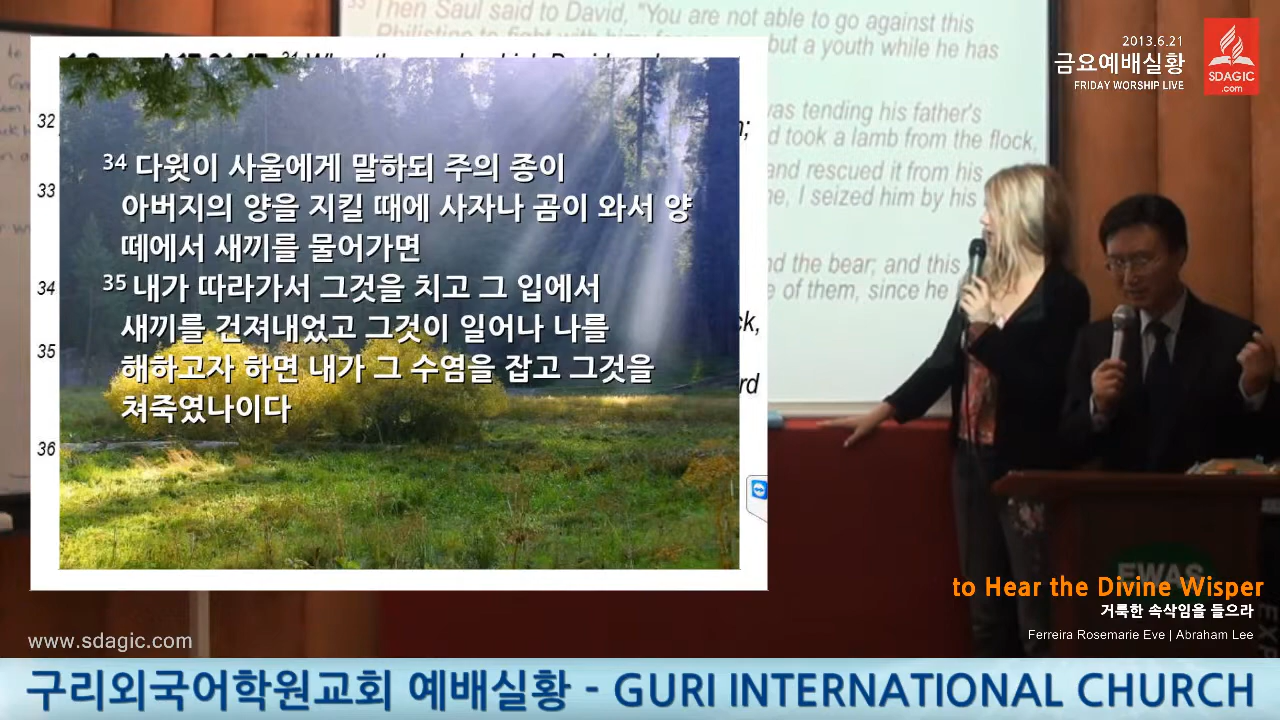 Then Saul said to David, "You are not able to go against this
but a youth while he has
was tending his father's
took a lamb from the flock,
and rescued it from his
I seized him by his
the bear; and this
of them, since he
2013.6.21
금요예배실황
FRIDAY WORSHIP LIVE
SDAGIC
.com
32
33
34
35
36
34 다윗이 사울에게 말하되 주의 종이
아버지의 양을 지킬 때에 사자나 곰이 와서 양
떼에서 새끼를 물어가면
35 내가 따라가서 그것을 치고 그 입에서
새끼를 건져내었고 그것이 일어나 나를
해하고자 하면 내가 그 수염을 잡고 그것을
쳐죽였나이다
EWAS
to Hear the Divine Wisper
거룩한 속삭임을 들으라
Ferreira Rosemarie Eve | Abraham Lee
www.sdagic.com
구리외국어학원교회 예배실황 - GURI INTERNATIONAL CHURCH